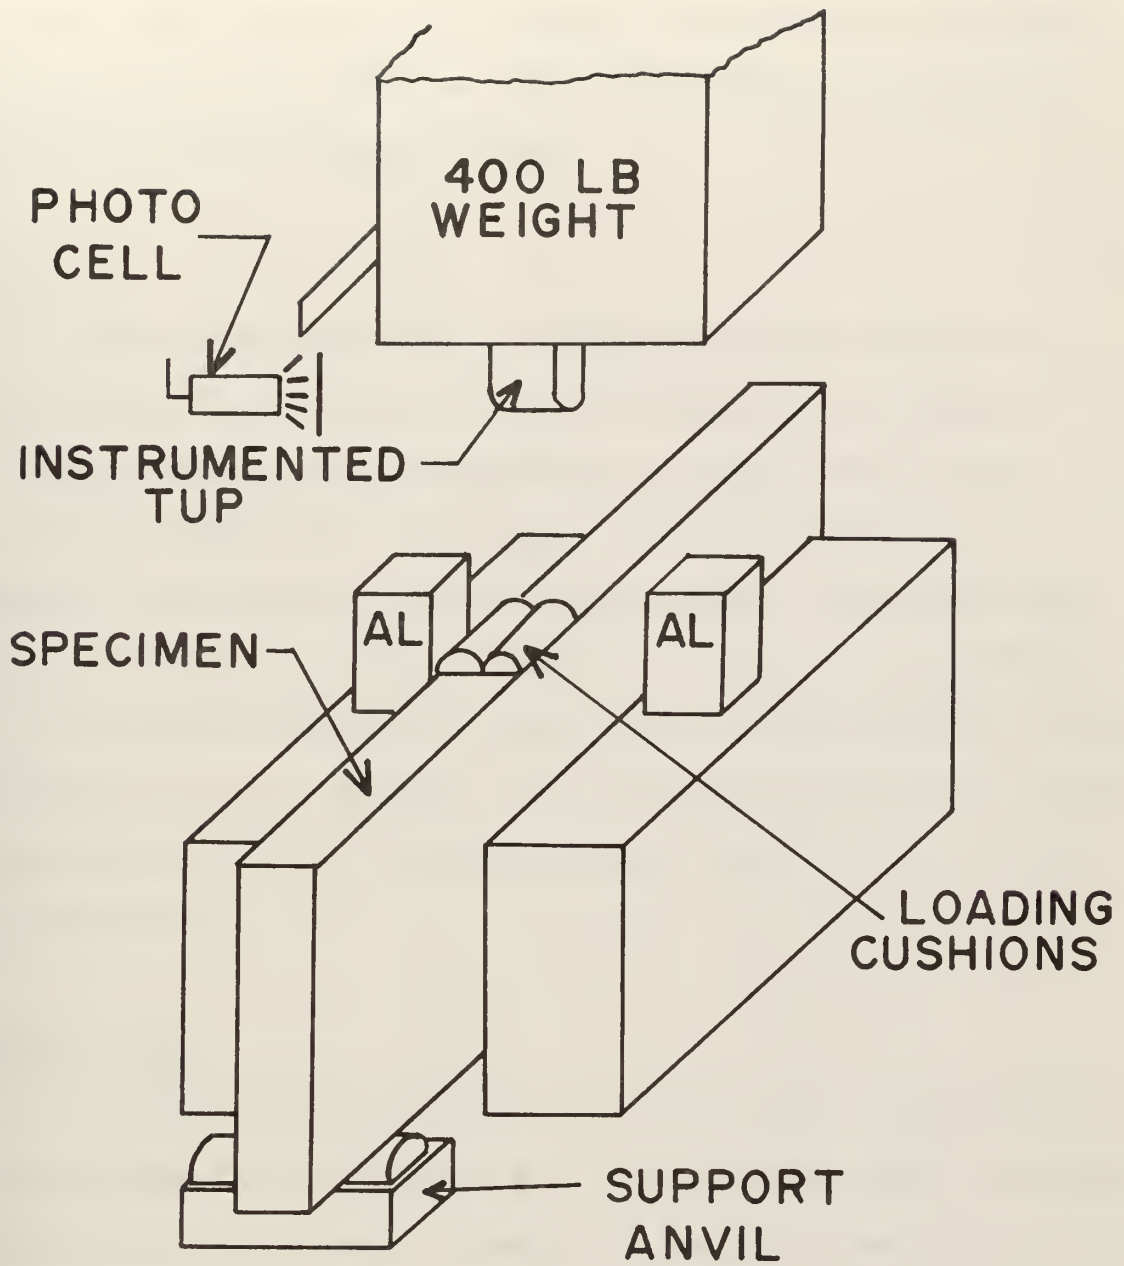 400 LB
WEIGHT
PHOTO
CELL
INSTRUMENTED
TUP
AL
AL
SPECIMEN
LOADING
CUSHIONS
SUPPORT
ANVIL